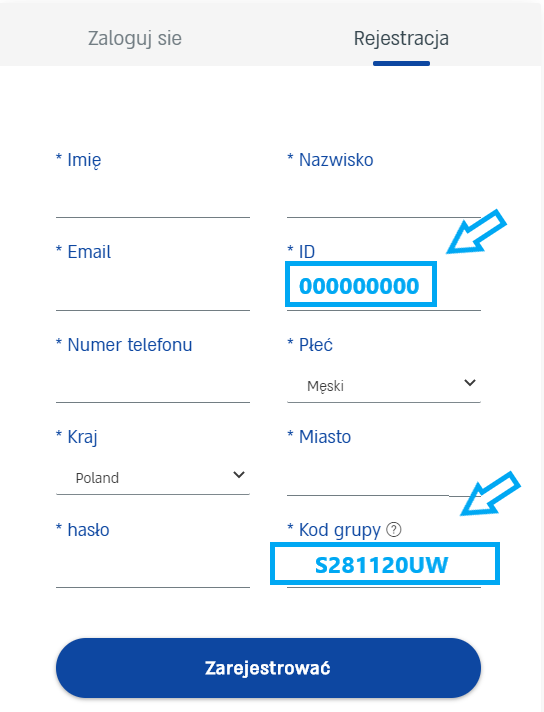 Zaloguj sie Rejestracja
* Imię * Nazwisko
* Email * ID
000000000
* Numer telefonu * Płeć
Męski
* Kraj * Miasto
Poland
* hasło * Kod grupy ?
S281120UW
Zarejestrować